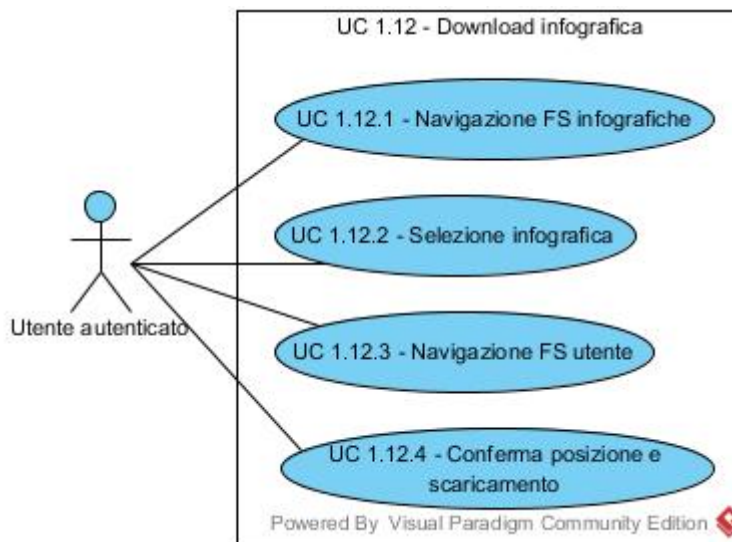 UC 1.12 - Download infografica
UC 1.12.1 - Navigazione FS infografiche
UC 1.12.2 - Selezione infografica
Utente autenticato
UC 1.12.3 - Navigazione FS utente
UC 1.12.4 - Conferma posizione e
scaricamento
Powered By Visual Paradigm Community Edition